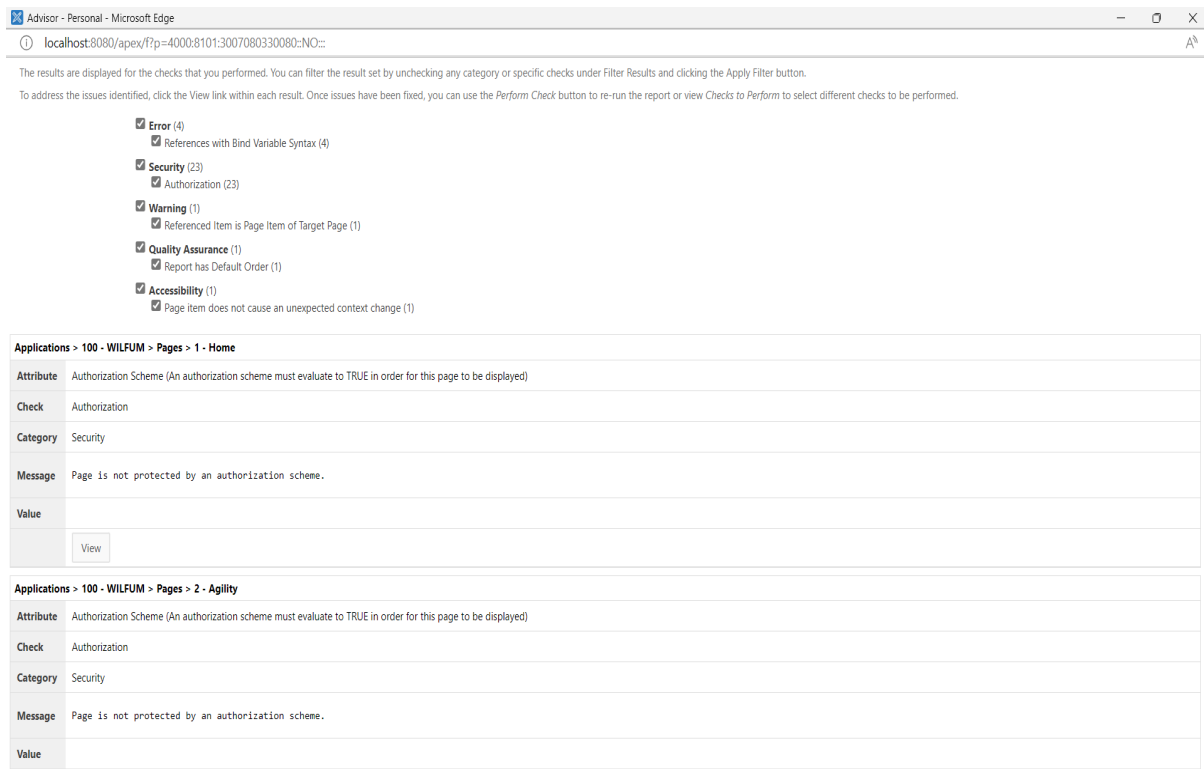 Advisor - Personal - Microsoft Edge
localhost:8080/apex/f?p=4000:8101:3007080330080::NO:::
The results are displayed for the checks that you performed. You can filter the result set by unchecking any category or specific checks under Filter Results and clicking the Apply Filter button.
To address the issues identified, click the View link within each result. Once issues have been fixed, you can use the Perform Check button to re-run the report or view Checks to Perform to select different checks to be performed.
Error (4)
References with Bind Variable Syntax (4)
Security (23)
Authorization (23)
Warning (1)
Referenced Item is Page Item of Target Page (1)
Quality Assurance (1)
Report has Default Order (1)
Accessibility (1)
Page item does not cause an unexpected context change (1)
Applications > 100 - WILFUM > Pages > 1 - Home
Attribute Authorization Scheme (An authorization scheme must evaluate to TRUE in order for this page to be displayed)
Check Authorization
Category Security
Message Page is not protected by an authorization scheme.
Value
View
Applications > 100 - WILFUM > Pages > 2 - Agility
Attribute Authorization Scheme (An authorization scheme must evaluate to TRUE in order for this page to be displayed)
Check Authorization
Category Security
Message Page is not protected by an authorization scheme.
Value